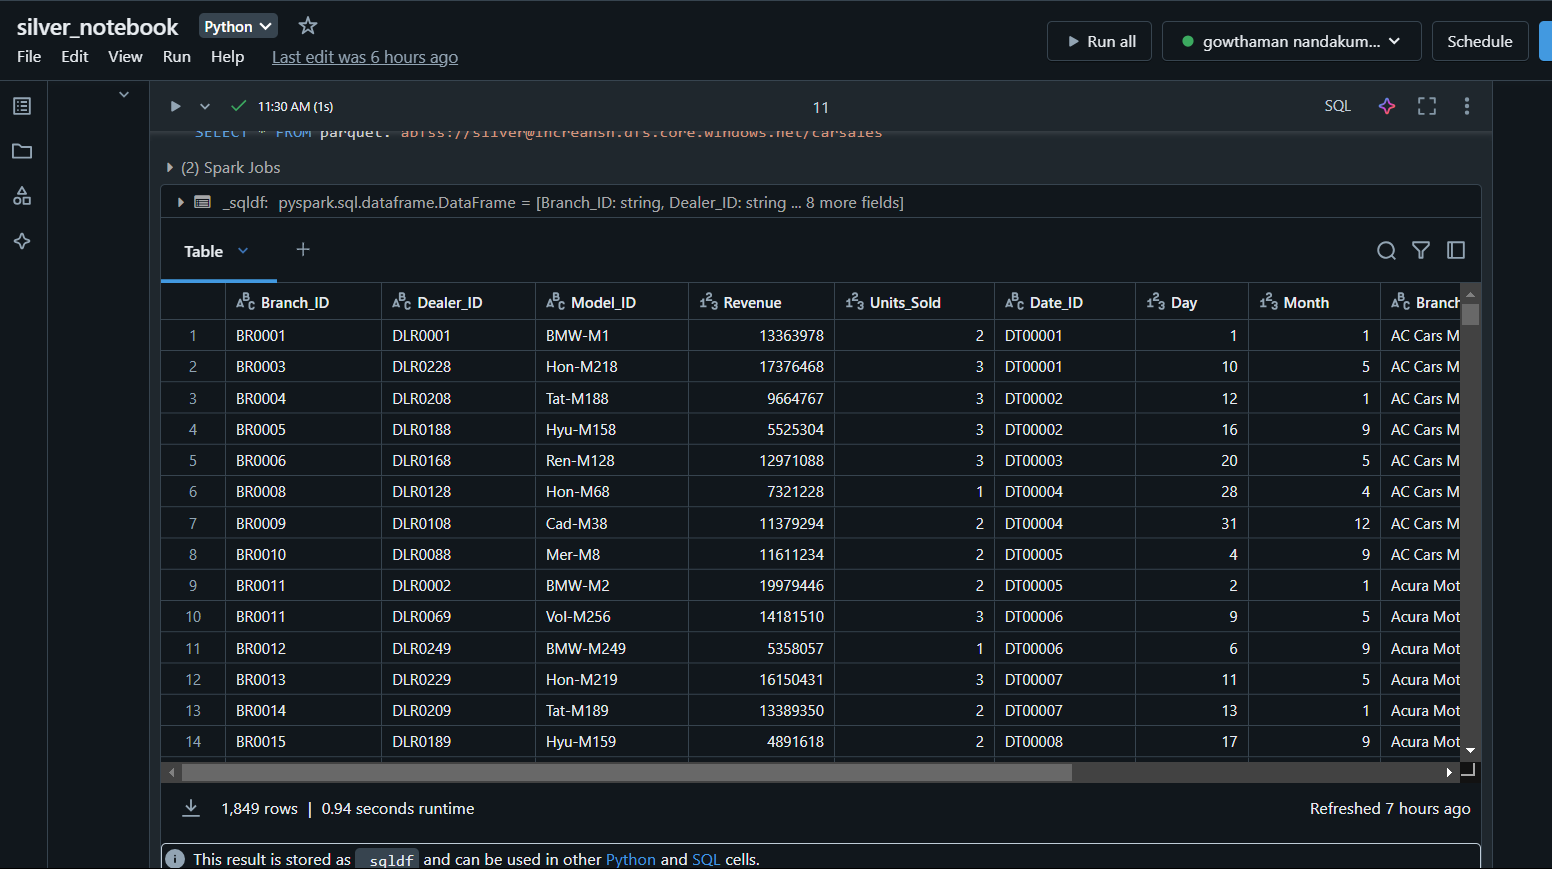 silver_notebook Python
File Edit View Run Help Last edit was 6 hours ago
Run all gowthaman nandakum... Schedule
11:30 AM (1s) 11 SQL
SELECT * FROM parquet.`abfss://silver@increansh.dfs.core.windows.net/carsales`
(2) Spark Jobs
_sqldf: pyspark.sql.dataframe.DataFrame = [Branch_ID: string, Dealer_ID: string ... 8 more fields]
Table +
Branch_ID Dealer_ID Model_ID Revenue Units_Sold Date_ID Day Month Branch
1 BR0001 DLR0001 BMW-M1 13363978 2 DT00001 1 1 AC Cars M
2 BR0003 DLR0228 Hon-M218 17376468 3 DT00001 10 5 AC Cars M
3 BR0004 DLR0208 Tat-M188 9664767 3 DT00002 12 1 AC Cars M
4 BR0005 DLR0188 Hyu-M158 5525304 3 DT00002 16 9 AC Cars M
5 BR0006 DLR0168 Ren-M128 12971088 3 DT00003 20 5 AC Cars M
6 BR0008 DLR0128 Hon-M68 7321228 1 DT00004 28 4 AC Cars M
7 BR0009 DLR0108 Cad-M38 11379294 2 DT00004 31 12 AC Cars M
8 BR0010 DLR0088 Mer-M8 11611234 2 DT00005 4 9 AC Cars M
9 BR0011 DLR0002 BMW-M2 19979446 2 DT00005 2 1 Acura Mot
10 BR0011 DLR0069 Vol-M256 14181510 3 DT00006 9 5 Acura Mot
11 BR0012 DLR0249 BMW-M249 5358057 1 DT00006 6 9 Acura Mot
12 BR0013 DLR0229 Hon-M219 16150431 3 DT00007 11 5 Acura Mot
13 BR0014 DLR0209 Tat-M189 13389350 2 DT00007 13 1 Acura Mot
14 BR0015 DLR0189 Hyu-M159 4891618 2 DT00008 17 9 Acura Mot
1,849 rows | 0.94 seconds runtime Refreshed 7 hours ago
This result is stored as _sqldf and can be used in other Python and SQL cells.